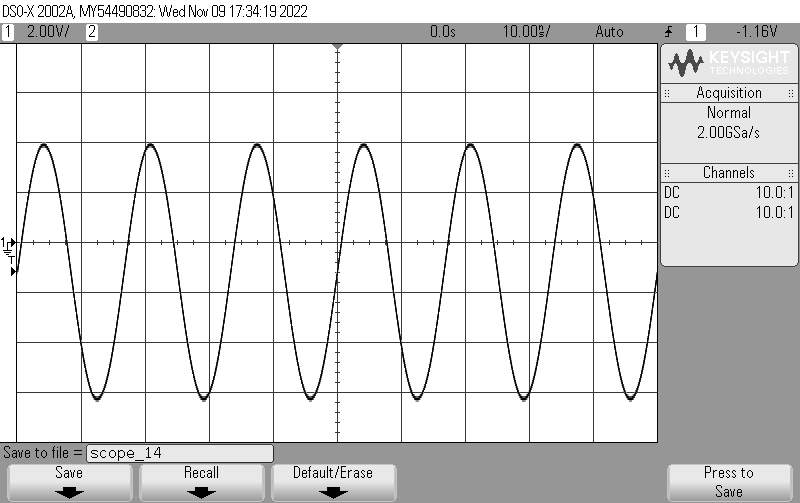 DSO-X 2002A, MY54490832: Wed Nov 09 17:34:19 2022
1 2.00V/ 2 0.0s 10.00㎲/ Auto 1 -1.16V
KEYSIGHT
TECHNOLOGIES
Acquisition
Normal
2.00GSa/s
Channels
DC 10.0:1
DC 10.0:1
1
T
Save to file = scope_14
Save Recall Default/Erase Press to
Save